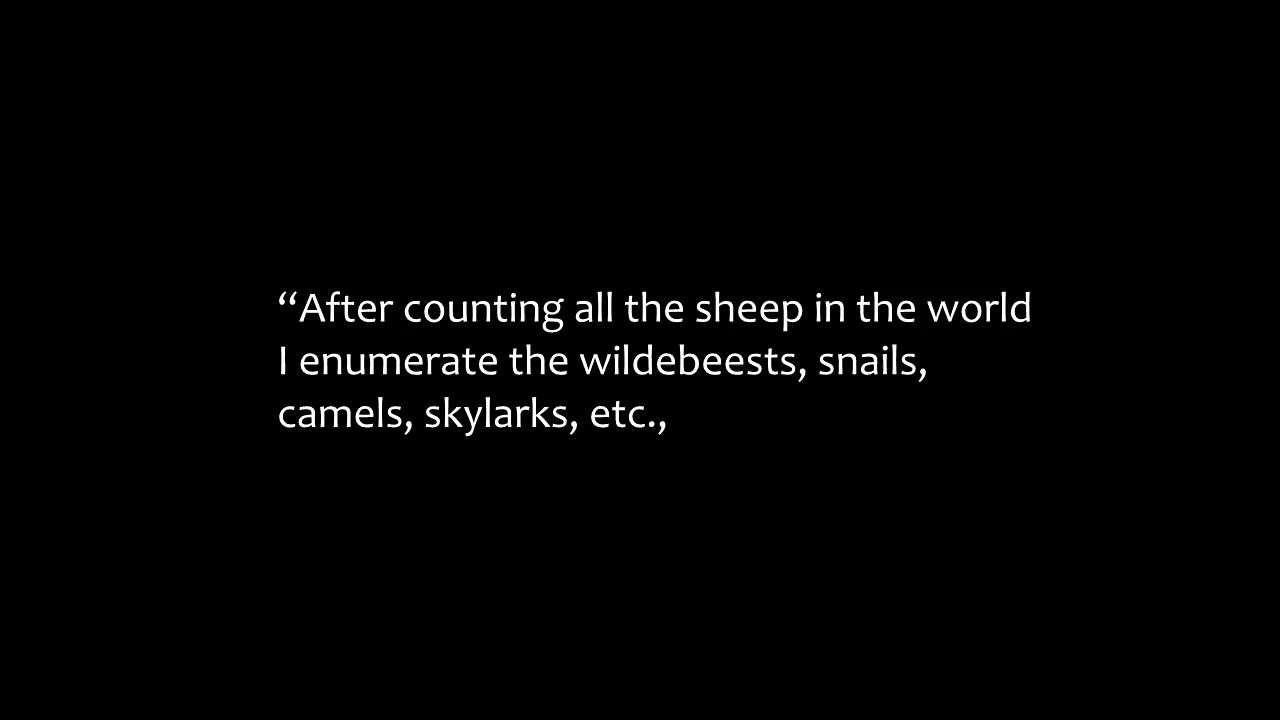 “After counting all the sheep in the world
I enumerate the wildebeests, snails,
camels, skylarks, etc.,